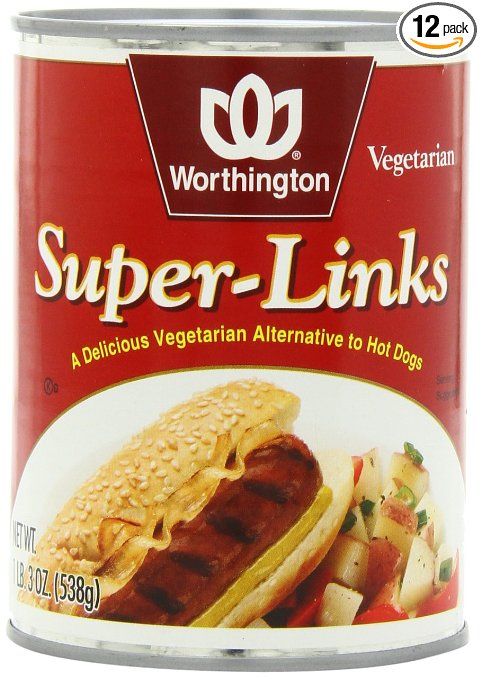 12 pack
Worthington
®
Vegetarian
Super-Links
A Delicious Vegetarian Alternative to Hot Dogs
Serving
NET WT.
1 LB. 3 OZ. (538g)